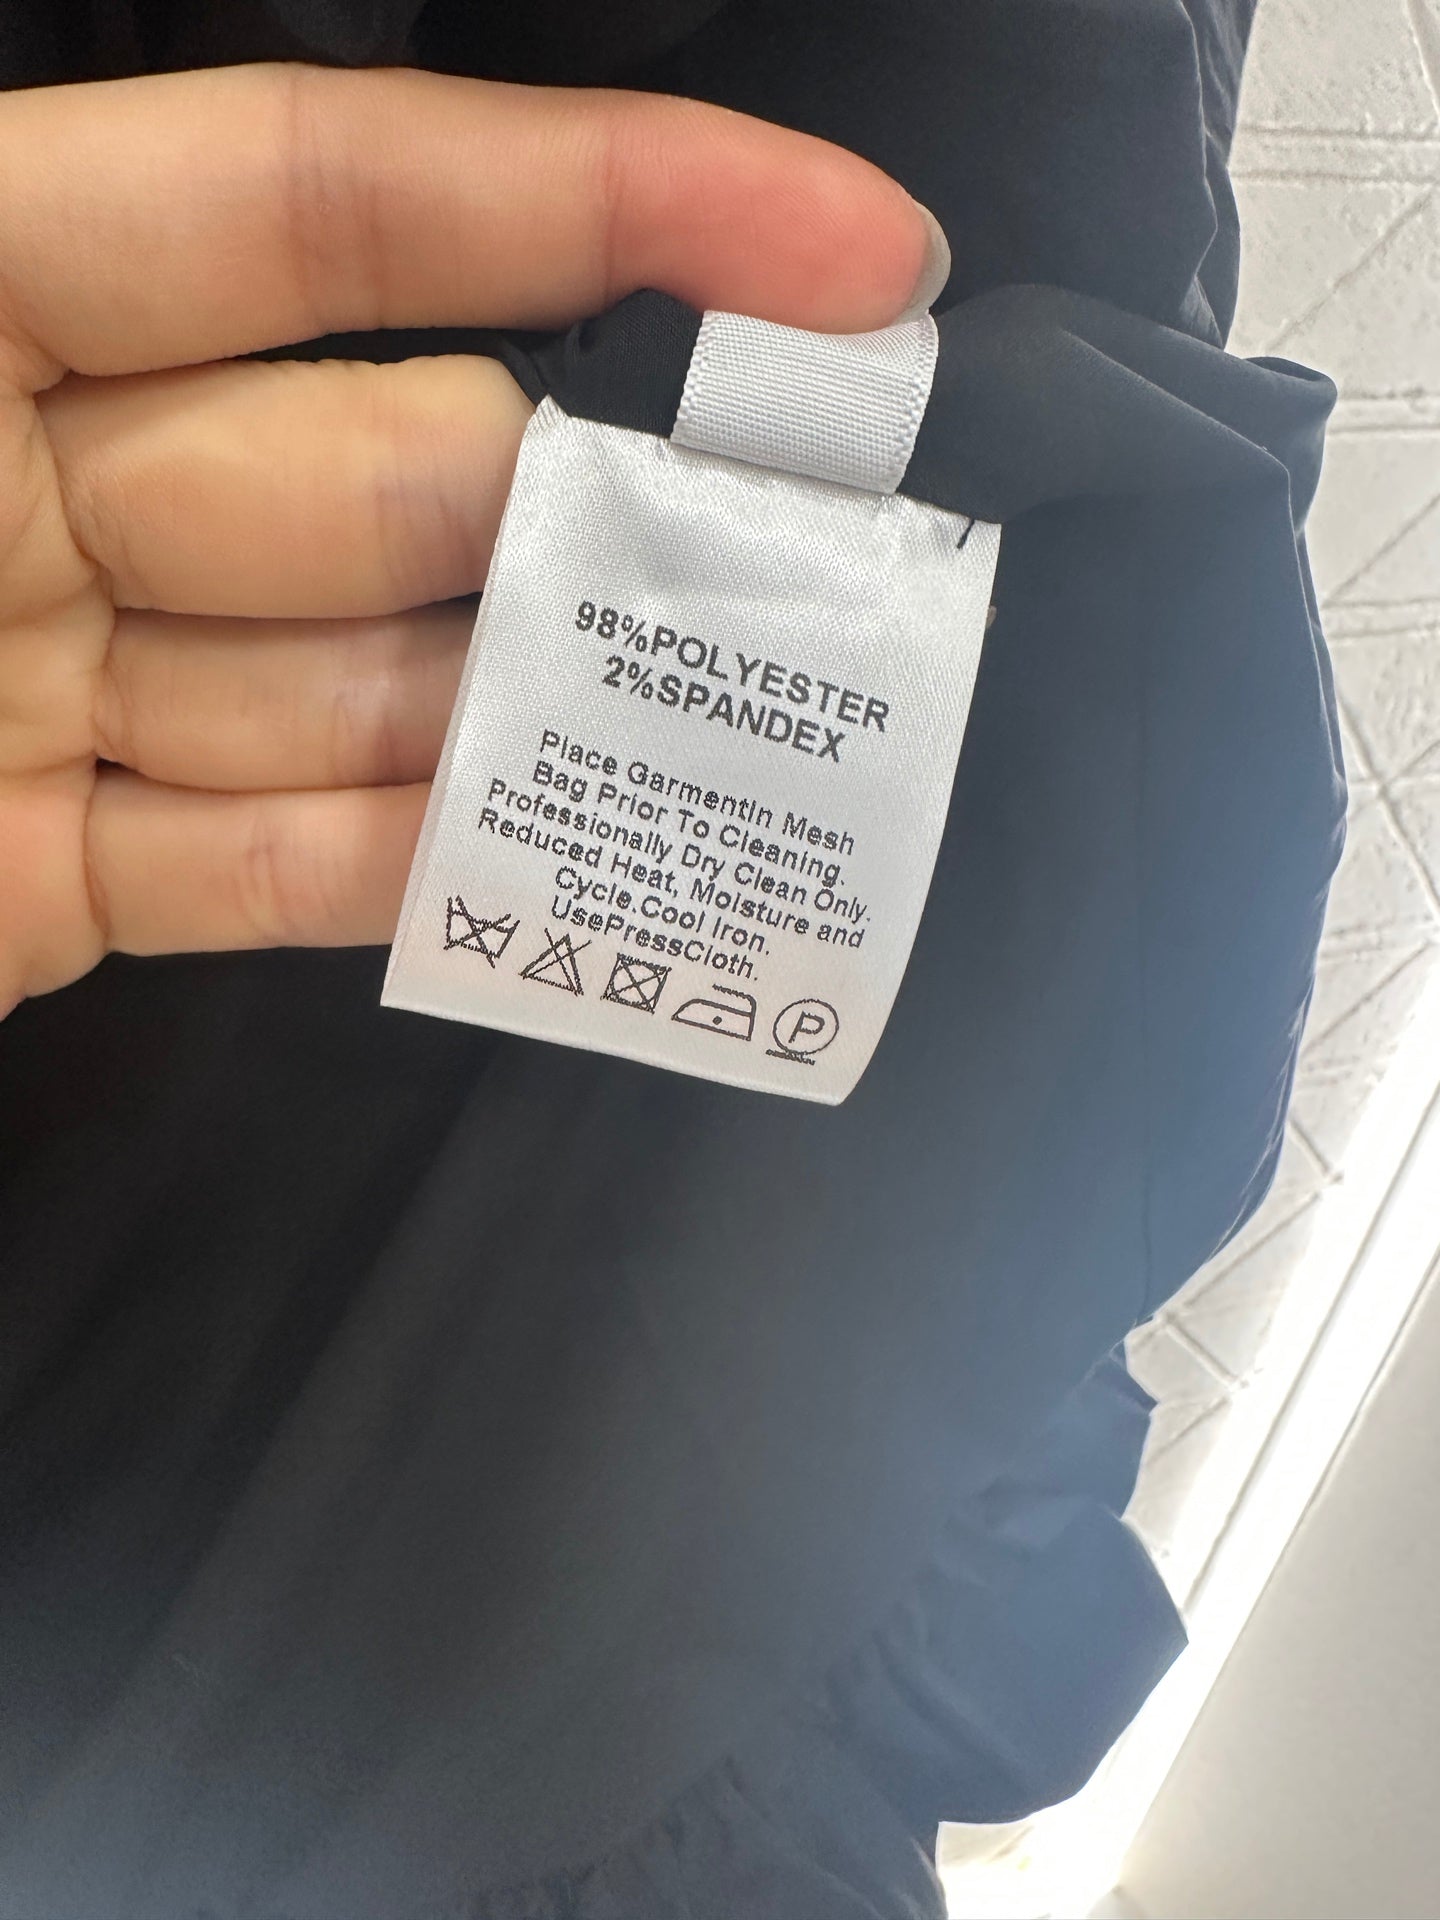 98%POLYESTER
2%SPANDEX
Place GarmentIn Mesh
Bag Prior To Cleaning.
Professionally Dry Clean Only.
Reduced Heat, Moisture and
Cycle.Cool Iron.
UsePressCloth.
P